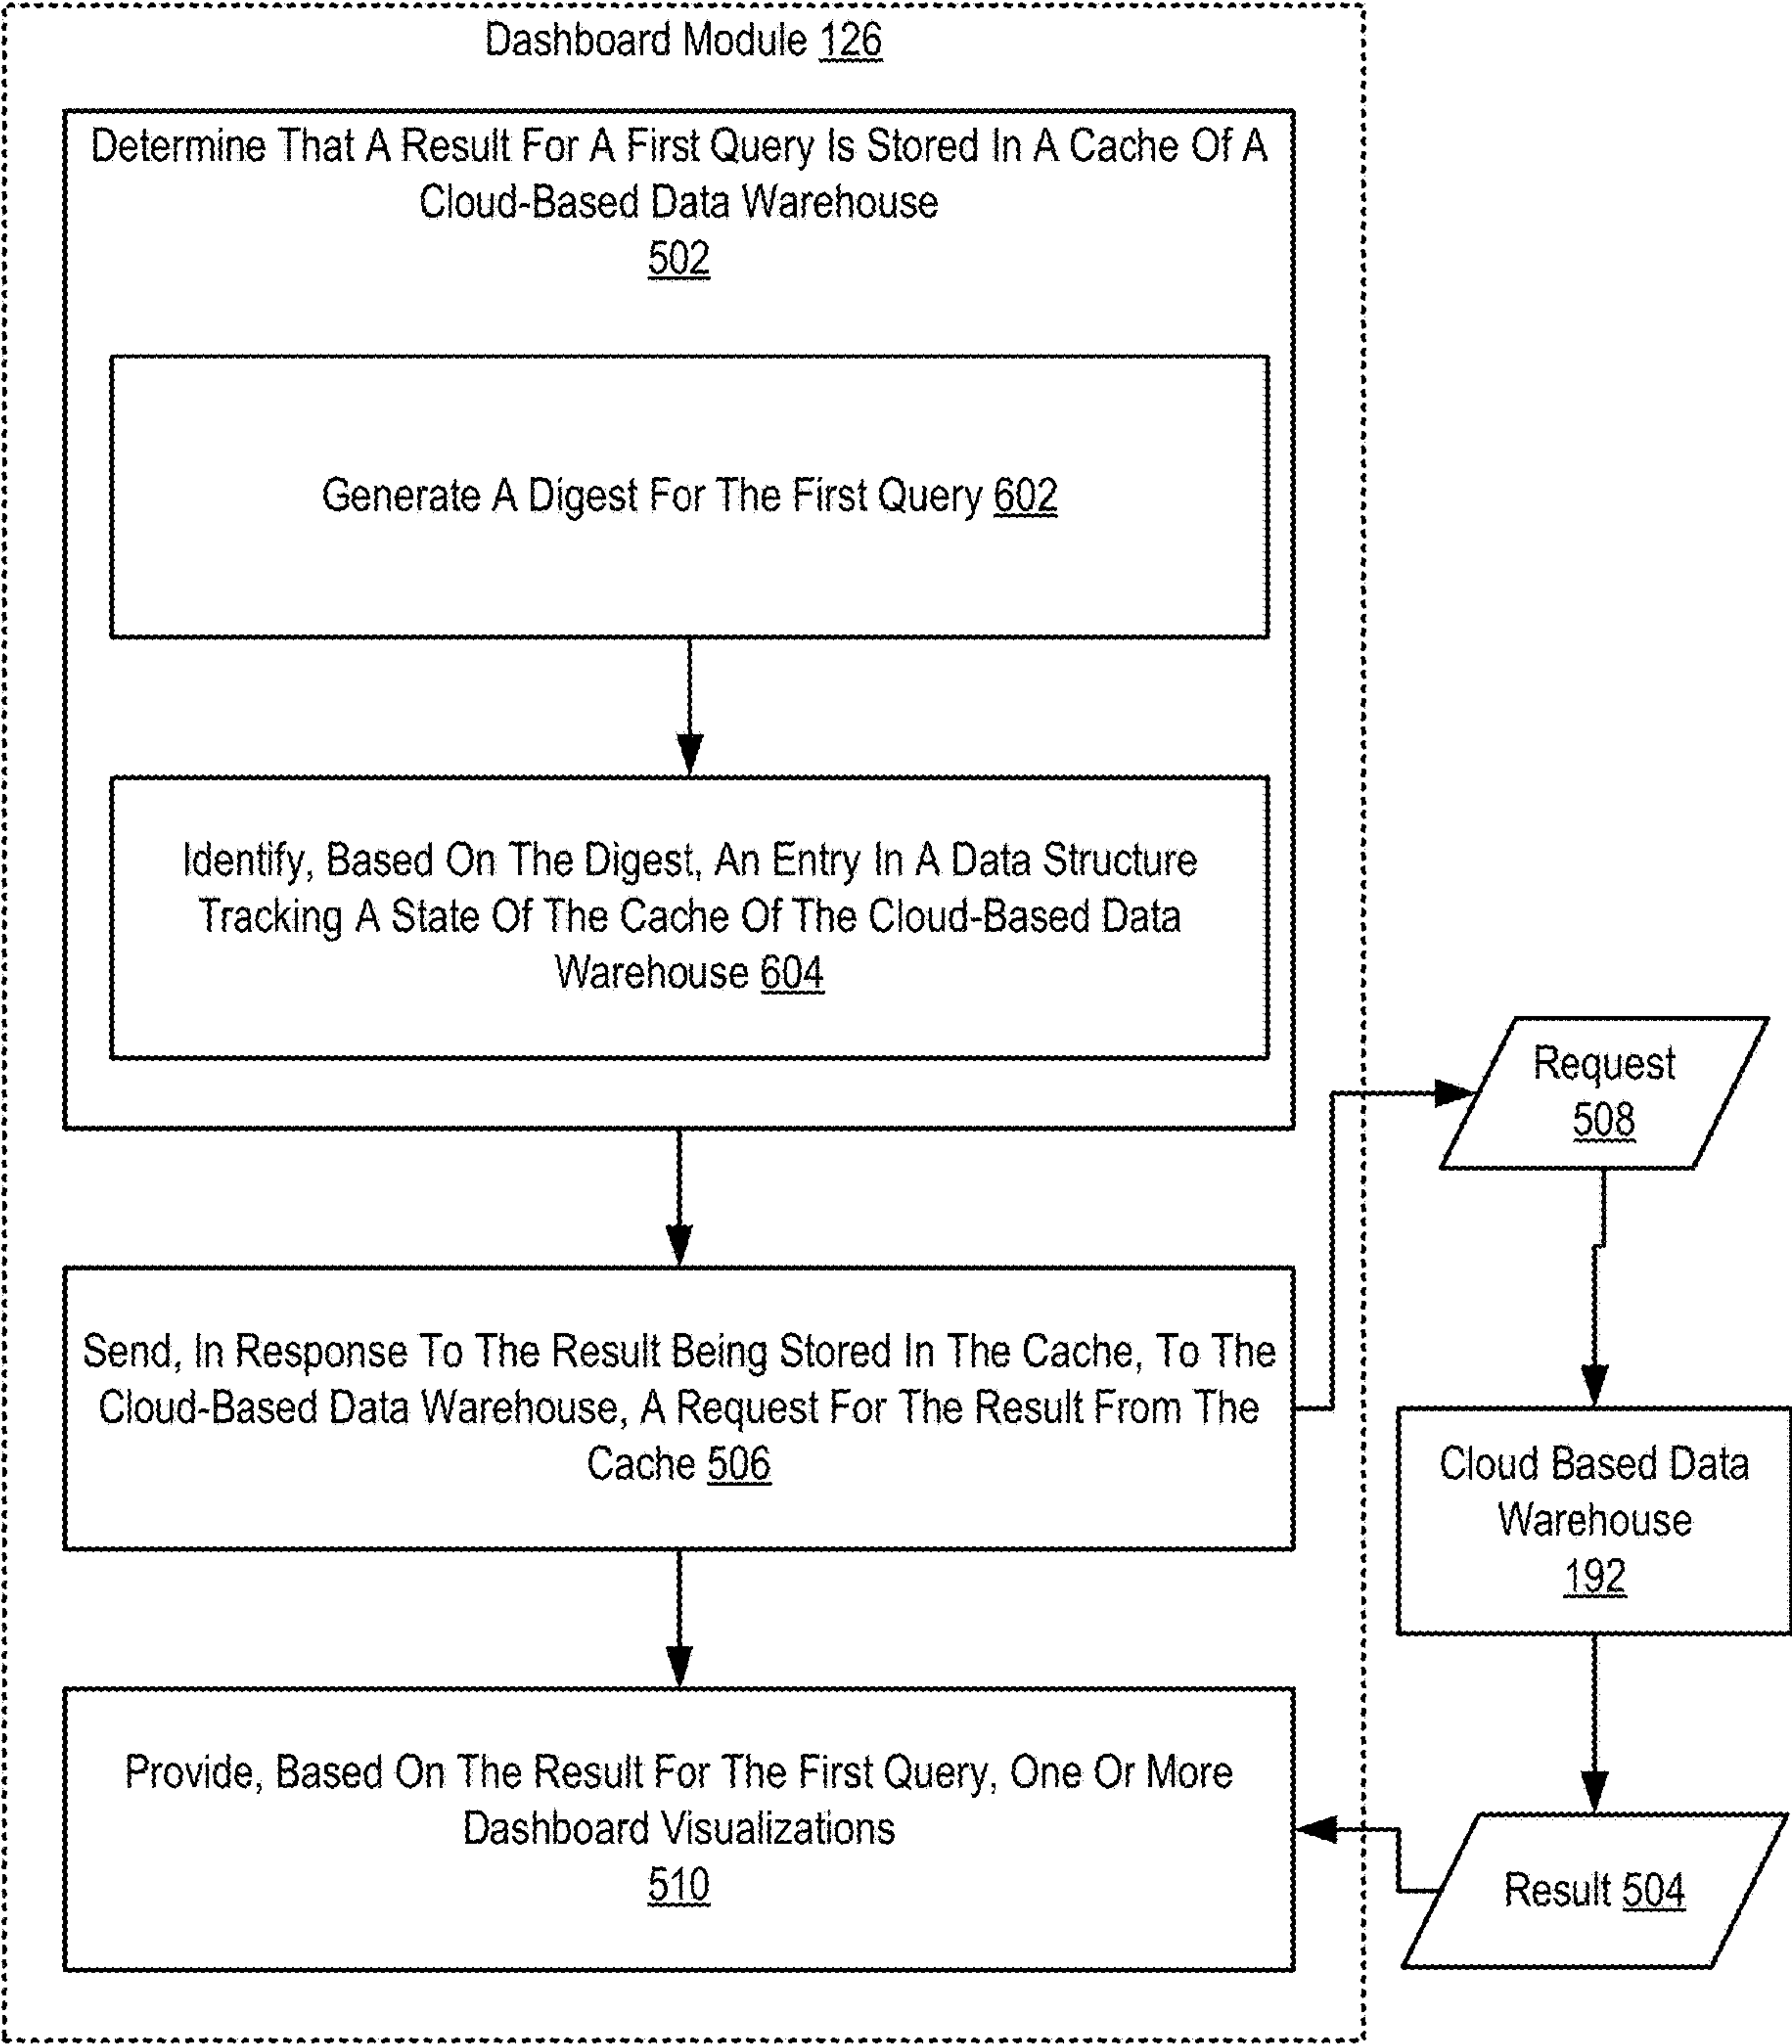 Dashboard Module 126
Determine That A Result For A First Query Is Stored In A Cache Of A
Cloud-Based Data Warehouse
502
Generate A Digest For The First Query 602
Identify, Based On The Digest, An Entry In A Data Structure
Tracking A State Of The Cache Of The Cloud-Based Data
Warehouse 604
Request
508
Send, In Response To The Result Being Stored In The Cache, To The
Cloud-Based Data Warehouse, A Request For The Result From The
Cache 506
Cloud Based Data
Warehouse
192
Provide, Based On The Result For The First Query, One Or More
Dashboard Visualizations
510
Result 504